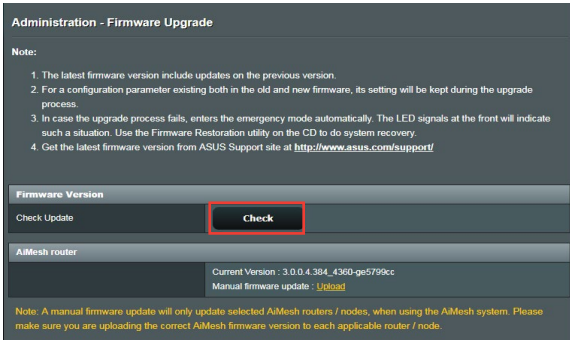 Administration - Firmware Upgrade
Note:
1. The latest firmware version include updates on the previous version.
2. For a configuration parameter existing both in the old and new firmware, its setting will be kept during the upgrade
process.
3. In case the upgrade process fails, enters the emergency mode automatically. The LED signals at the front will indicate
such a situation. Use the Firmware Restoration utility on the CD to do system recovery.
4. Get the latest firmware version from ASUS Support site at http://www.asus.com/support/
Firmware Version
Check Update Check
AiMesh router
Current Version : 3.0.0.4.384_4360-ge5799cc
Manual firmware update : Upload
Note: A manual firmware update will only update selected AiMesh routers / nodes, when using the AiMesh system. Please
make sure you are uploading the correct AiMesh firmware version to each applicable router / node.